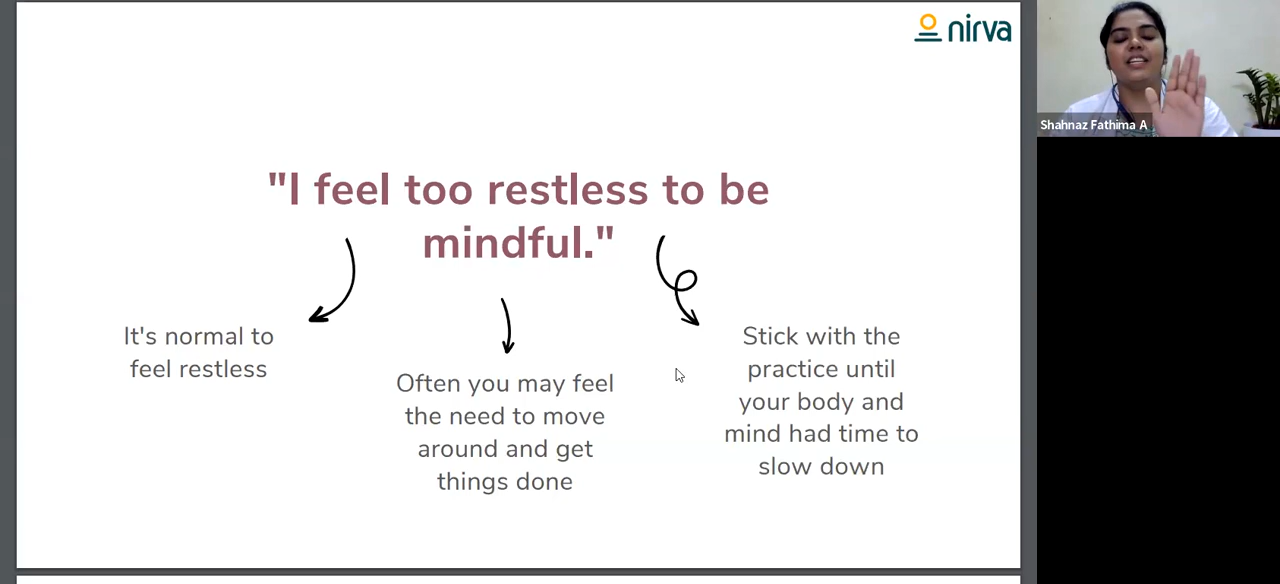 nirva
Shahnaz Fathima A
"I feel too restless to be
mindful."
It's normal to
feel restless
Often you may feel
the need to move
around and get
things done
Stick with the
practice until
your body and
mind had time to
slow down